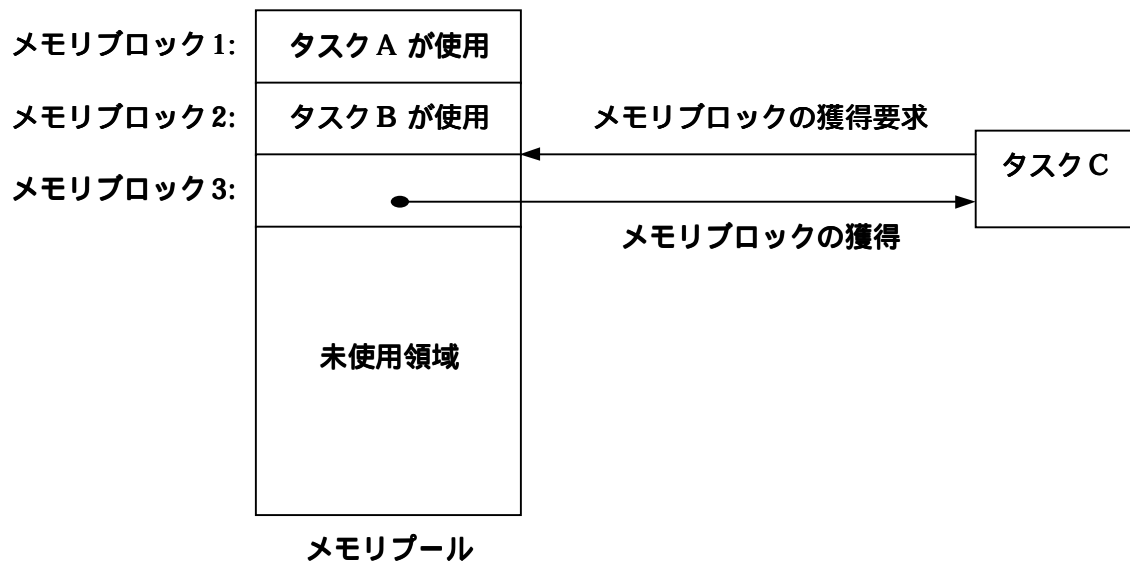 メモリブロック1:
タスクA が使用
メモリブロック2:
タスクB が使用
メモリブロックの獲得要求
タスクC
メモリブロック3:
メモリブロックの獲得
未使用領域
メモリプール